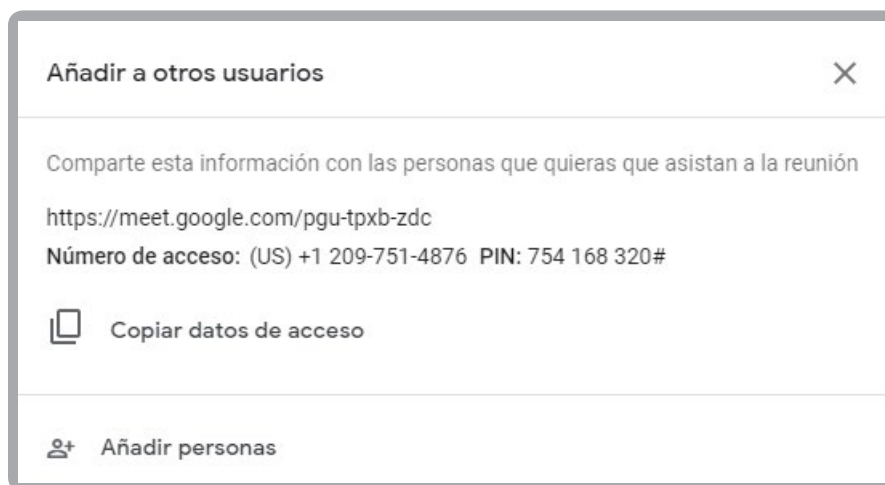 Añadir a otros usuarios
Comparte esta información con las personas que quieras que asistan a la reunión
https://meet.google.com/pgu-tpxb-zdc
Número de acceso: (US) +1 209-751-4876 PIN: 754 168 320#
Copiar datos de acceso
Añadir personas